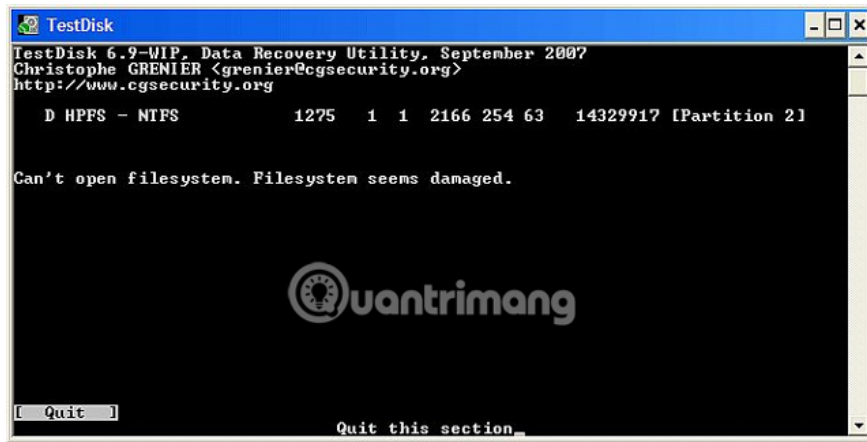 TestDisk
TestDisk 6.9-WIP, Data Recovery Utility, September 2007
Christophe GRENIER <grenier@cgsecurity.org>
http://www.cgsecurity.org
D HPFS - NTFS 1275 1 1 2166 254 63 14329917 [Partition 2]
Can't open filesystem. Filesystem seems damaged.
Quantrimang
[ Quit ]
Quit this section_